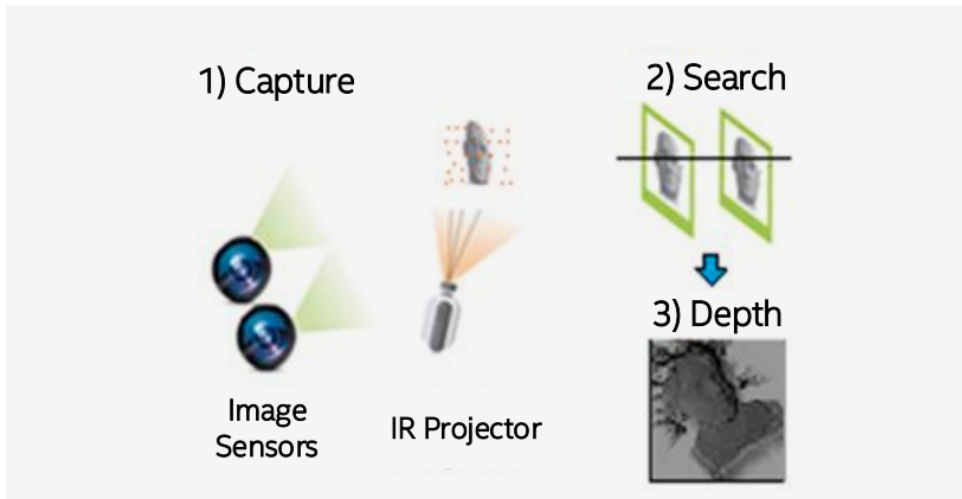 1) Capture
Image
Sensors
IR Projector
2) Search
3) Depth